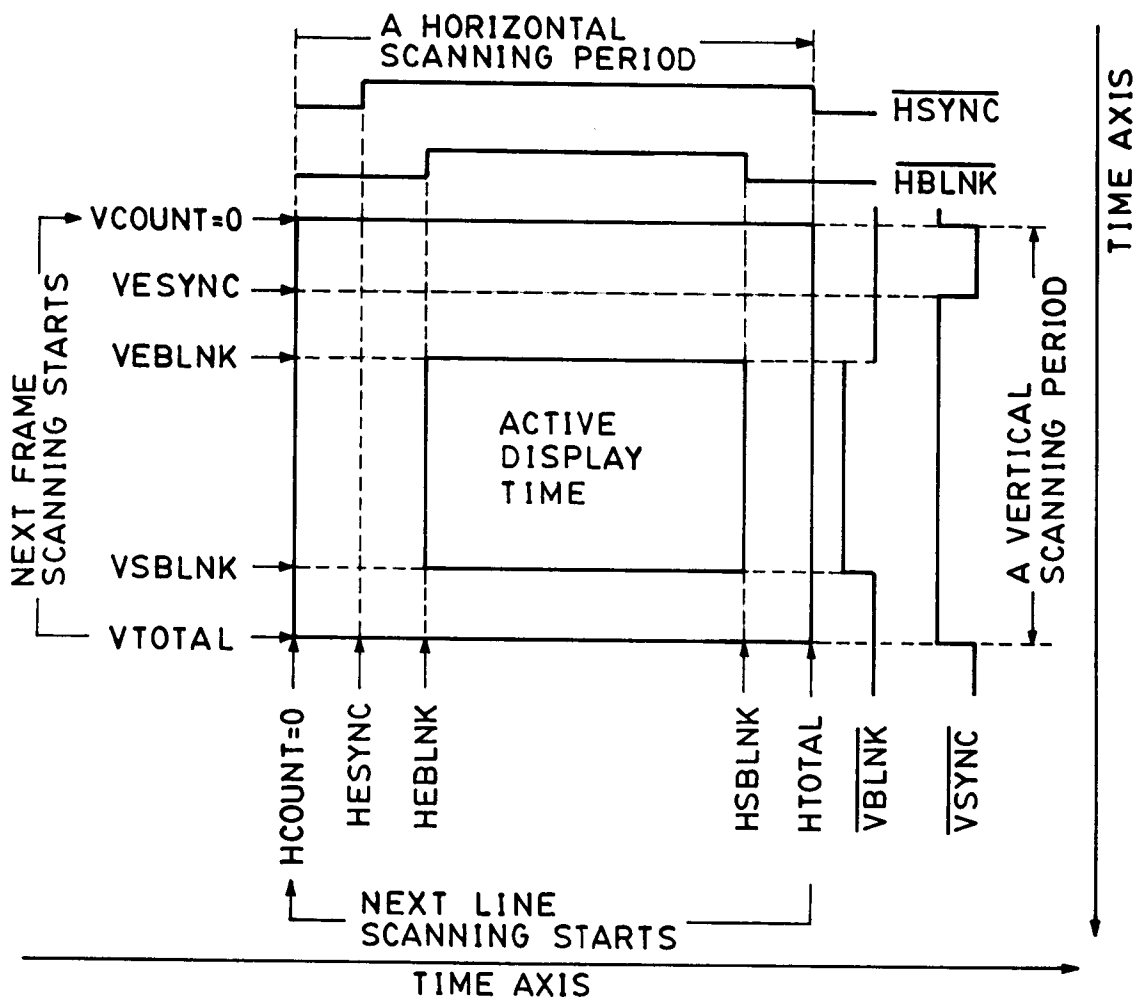 A HORIZONTAL
SCANNING PERIOD
HSYNC
HBLNK
TIME AXIS
VCOUNT=0
VESYNC
VEBLNK
VSBLNK
VTOTAL
NEXT FRAME
SCANNING STARTS
ACTIVE
DISPLAY
TIME
A VERTICAL
SCANNING PERIOD
HCOUNT=0
HESYNC
HEBLNK
HSBLNK
HTOTAL
VBLNK
VSYNC
NEXT LINE
SCANNING STARTS
TIME AXIS